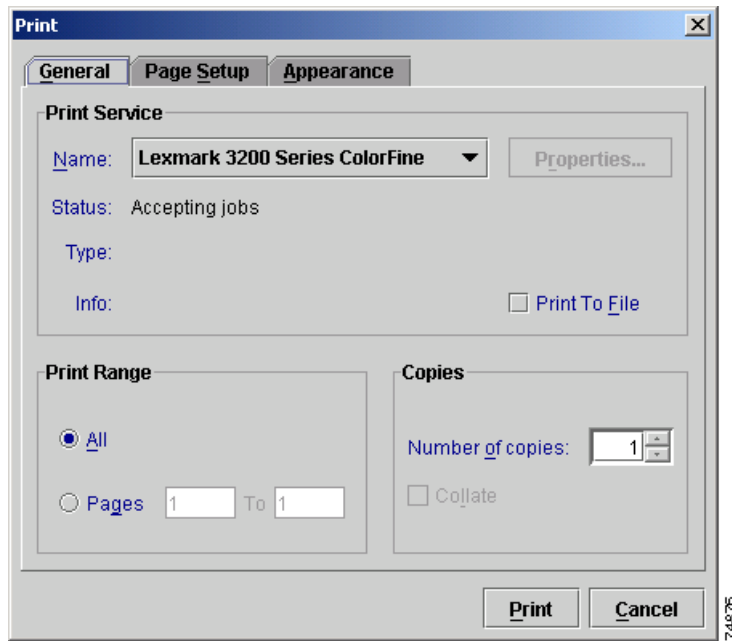 Print
General Page Setup Appearance
Print Service
Name: Lexmark 3200 Series ColorFine Properties...
Status: Accepting jobs
Type:
Info: Print To File
Print Range
All
Pages 1 To 1
Copies
Number of copies: 1
Collate
Print Cancel
74876